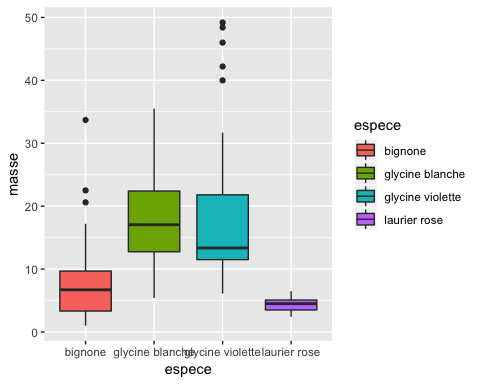 50
40
30
20
10
0
masse
bignone glycine blanche glycine violette laurier rose
espece
espece
bignone
glycine blanche
glycine violette
laurier rose